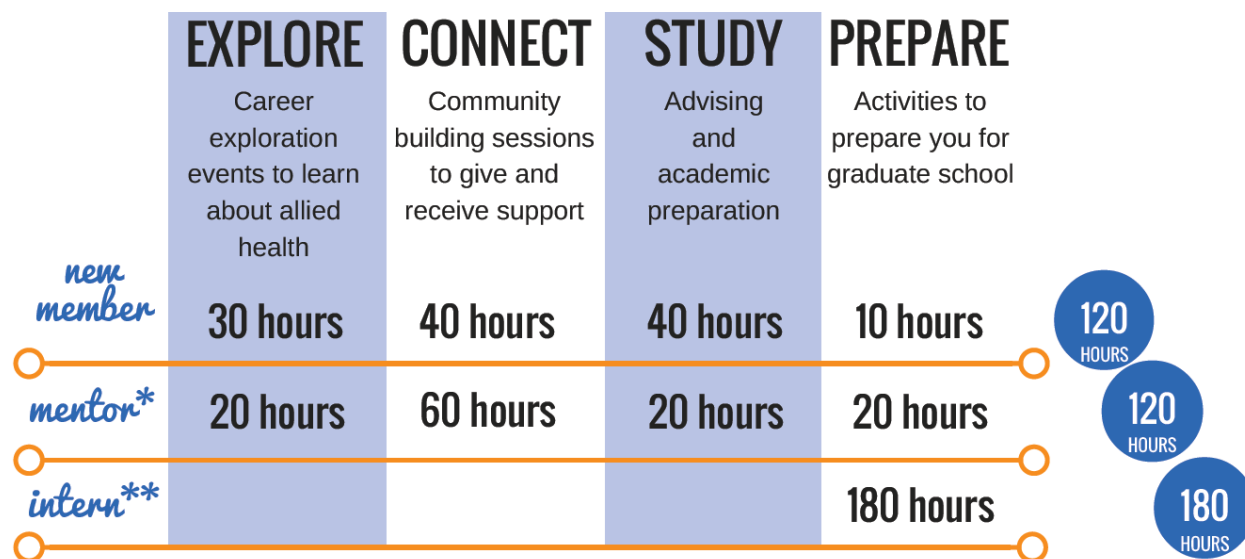 EXPLORE CONNECT STUDY PREPARE
Career
exploration
events to learn
about allied
health
Community
building sessions
to give and
receive support
Advising
and
academic
preparation
Activities to
prepare you for
graduate school
new
member
30 hours 40 hours 40 hours 10 hours
120
HOURS
mentor*
20 hours 60 hours 20 hours 20 hours
120
HOURS
intern**
180 hours
180
HOURS